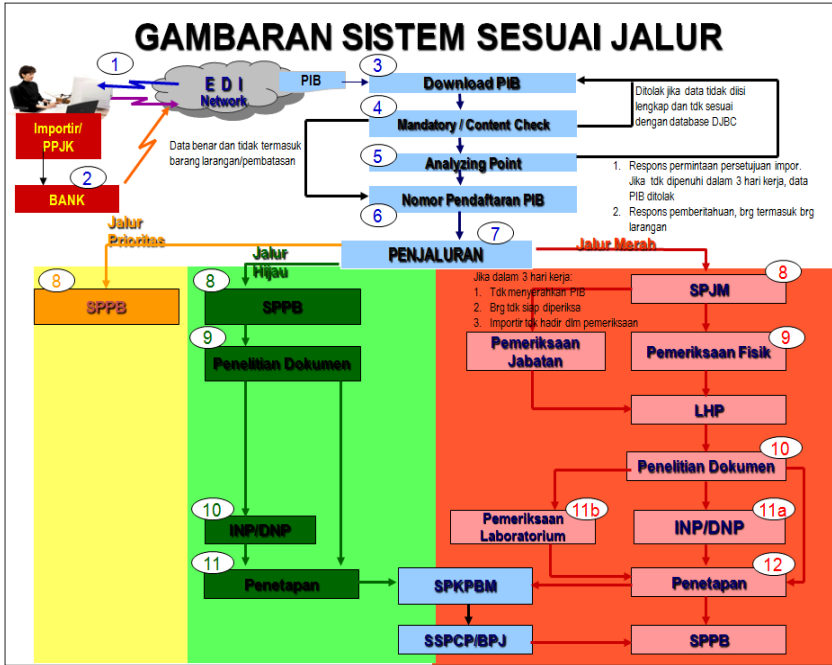 GAMBARAN SISTEM SESUAI JALUR
1
EDI
Network
PIB
3
Download PIB
Ditolak jika data tidak diisi
lengkap dan tdk sesuai
dengan database DJBC
4
Mandatory / Content Check
Importir/
PPJK
Data benar dan tidak termasuk
barang larangan/pembatasan
5
Analyzing Point
1. Respons permintaan persetujuan impor.
Jika tdk dipenuhi dalam 3 hari kerja, data
PIB ditolak
2. Respons pemberitahuan, brg termasuk brg
larangan
2
BANK
Nomor Pendaftaran PIB
6
7
PENJALURAN
Jalur
Prioritas
Jalur
Hijau
Jalur Merah
8
SPPB
8
SPPB
9
Penelitian Dokumen
10
INP/DNP
11
Penetapan
Jika dalam 3 hari kerja:
1. Tdk menyerahkan PIB
2. Brg tdk siap diperiksa
3. Importir tdk hadir dlm pemeriksaan
8
SPJM
Pemeriksaan
Jabatan
9
Pemeriksaan Fisik
LHP
10
Penelitian Dokumen
11b
Pemeriksaan
Laboratorium
11a
INP/DNP
12
Penetapan
SPKPBM
SSPCP/BPJ
SPPB